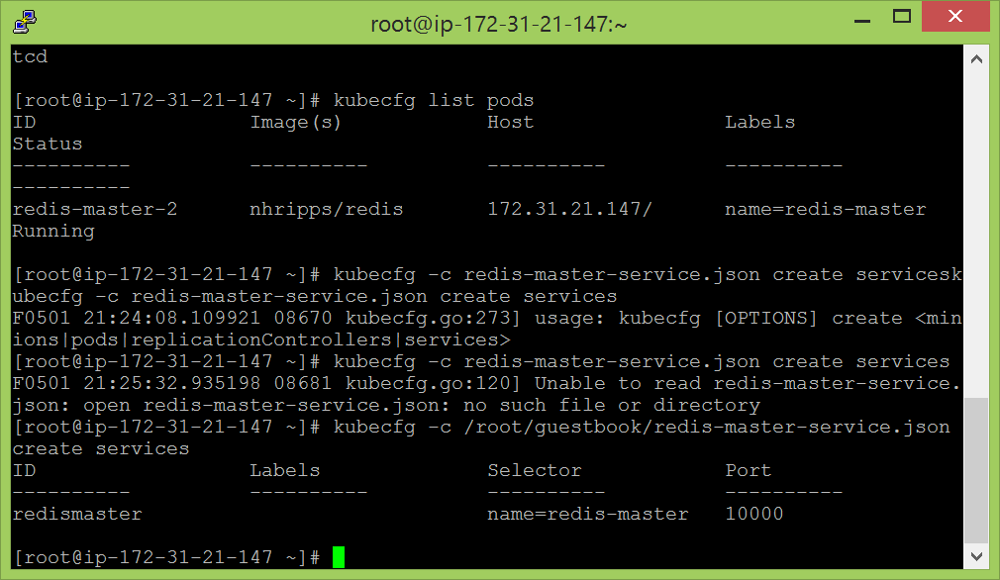 root@ip-172-31-21-147:~
tcd
[root@ip-172-31-21-147 ~]# kubecfg list pods
ID                  Image(s)            Host                Labels
Status
----------          ----------          ----------          ----------
----------
redis-master-2      nhripps/redis       172.31.21.147/      name=redis-master
Running
[root@ip-172-31-21-147 ~]# kubecfg -c redis-master-service.json create servicesk
ubecfg -c redis-master-service.json create services
F0501 21:24:08.109921 08670 kubecfg.go:273] usage: kubecfg [OPTIONS] create <min
ions|pods|replicationControllers|services>
[root@ip-172-31-21-147 ~]# kubecfg -c redis-master-service.json create services
F0501 21:25:32.935198 08681 kubecfg.go:120] Unable to read redis-master-service.
json: open redis-master-service.json: no such file or directory
[root@ip-172-31-21-147 ~]# kubecfg -c /root/guestbook/redis-master-service.json
create services
ID                  Labels              Selector            Port
----------          ----------          ----------          ----------
redismaster                             name=redis-master   10000
[root@ip-172-31-21-147 ~]#